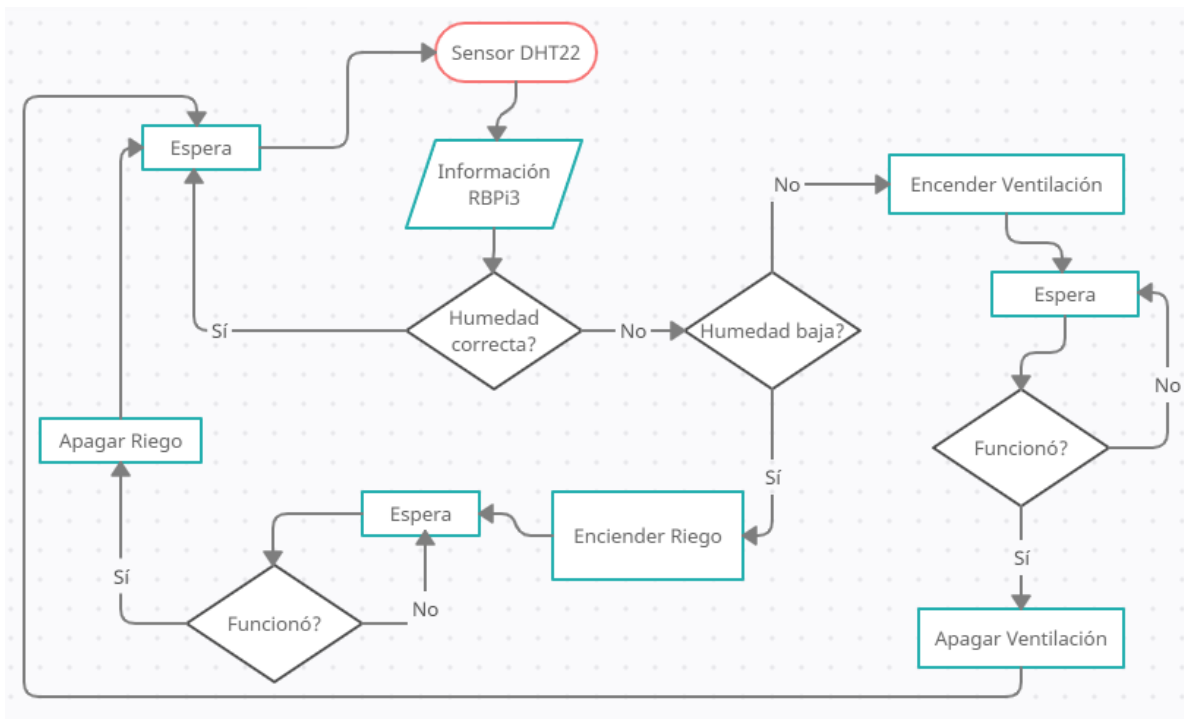 Sensor DHT22
Espera
Información
RBPi3
No
Encender Ventilación
Espera
Humedad
correcta?
Sí
No
Humedad baja?
No
Apagar Riego
Funcionó?
Sí
Espera
Enciender Riego
Sí
Sí
No
Funcionó?
Apagar Ventilación